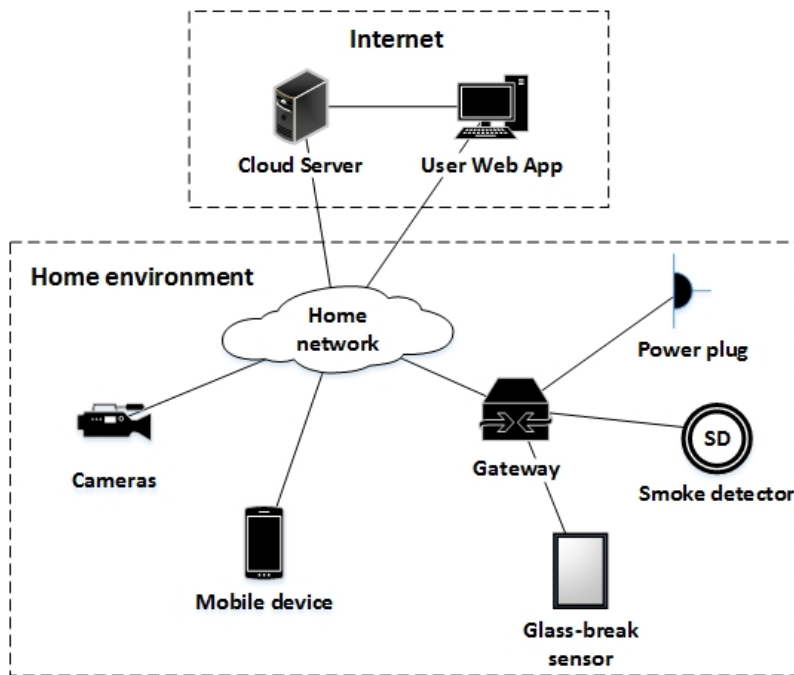 Internet
Cloud Server
User Web App
Home environment
Home
network
Power plug
Cameras
Gateway
SD
Smoke detector
Mobile device
Glass-break
sensor